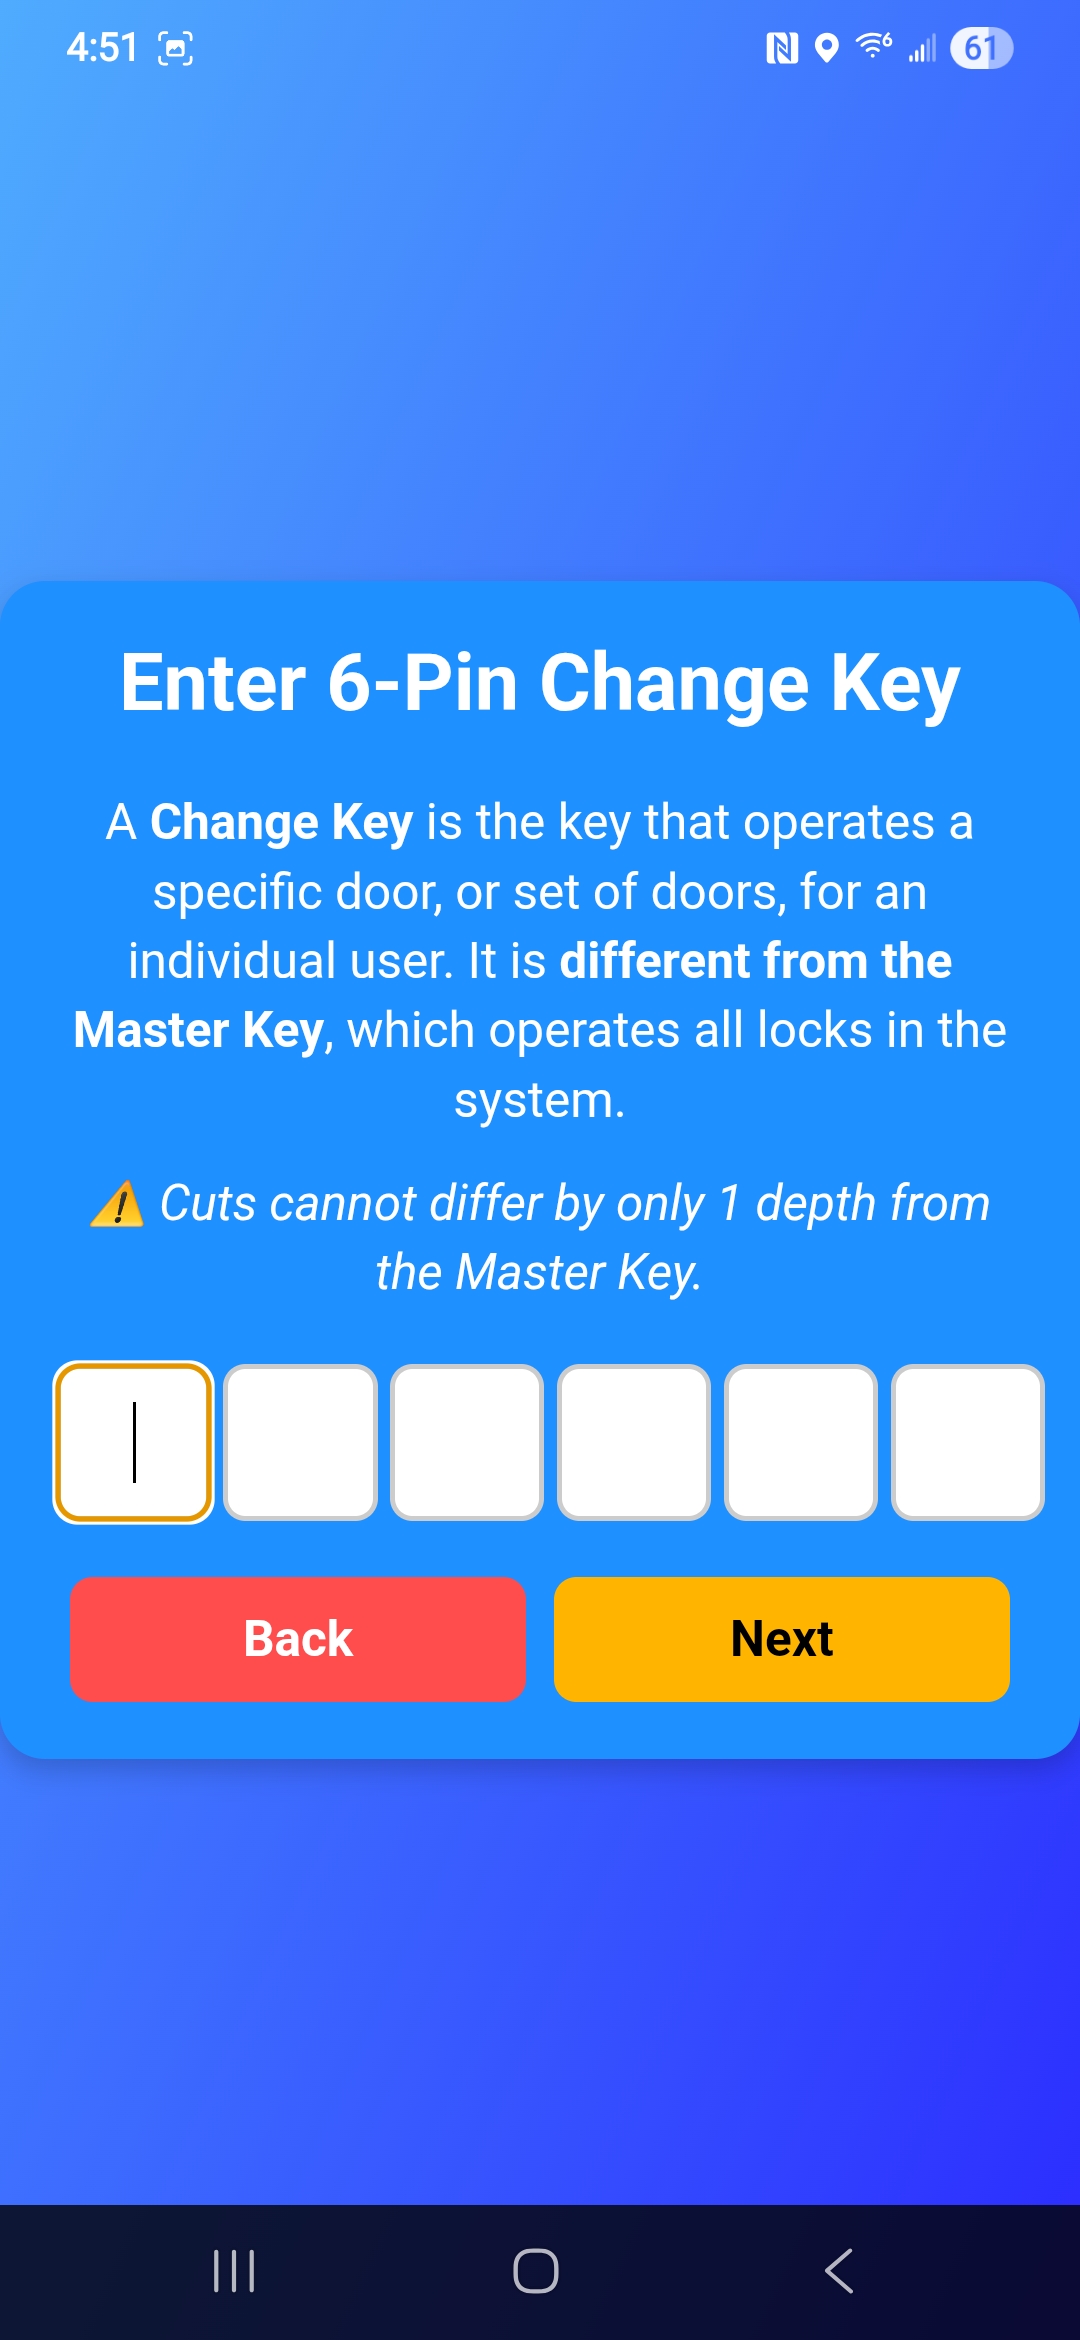 4:51 6 61
Enter 6-Pin Change Key
A Change Key is the key that operates a
specific door, or set of doors, for an
individual user. It is different from the
Master Key, which operates all locks in the
system.
⚠️ Cuts cannot differ by only 1 depth from
the Master Key.
Back Next